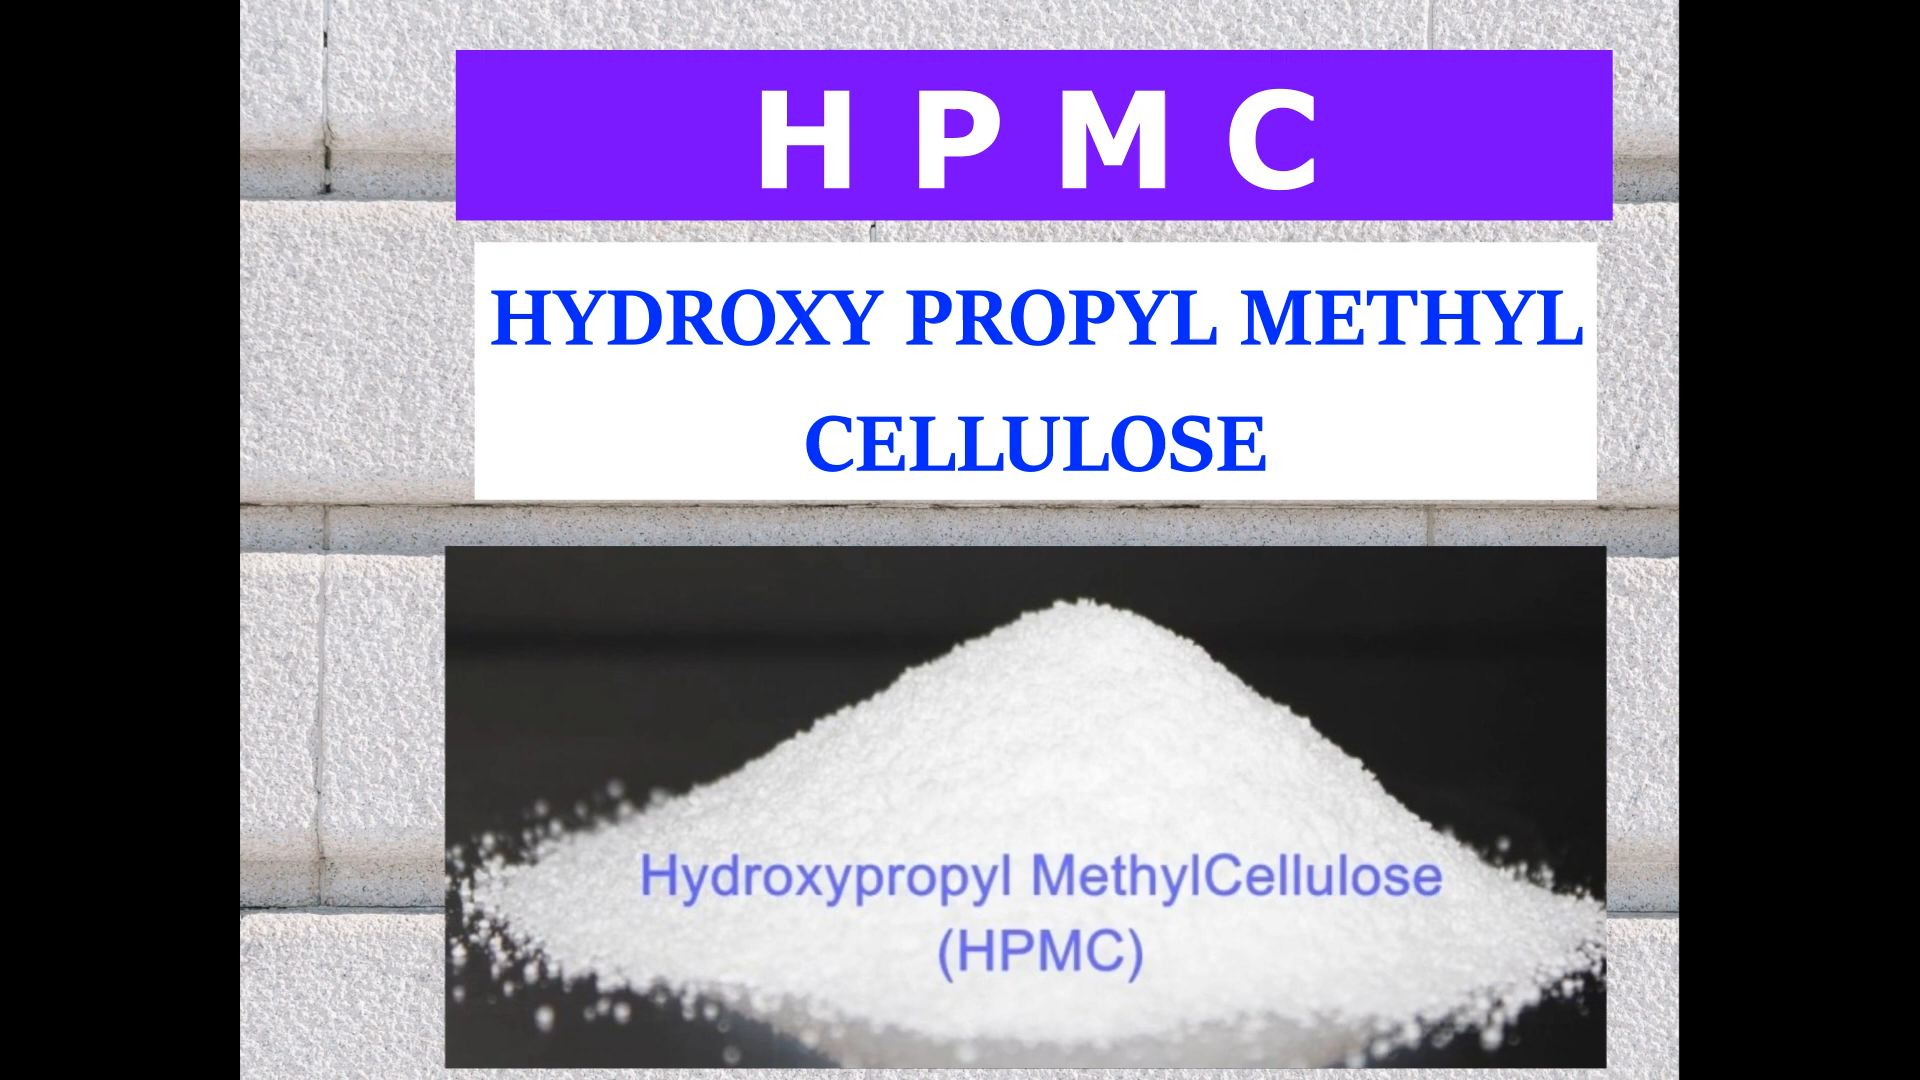 H P M C
HYDROXY PROPYL METHYL
CELLULOSE
Hydroxypropyl MethylCellulose
(HPMC)